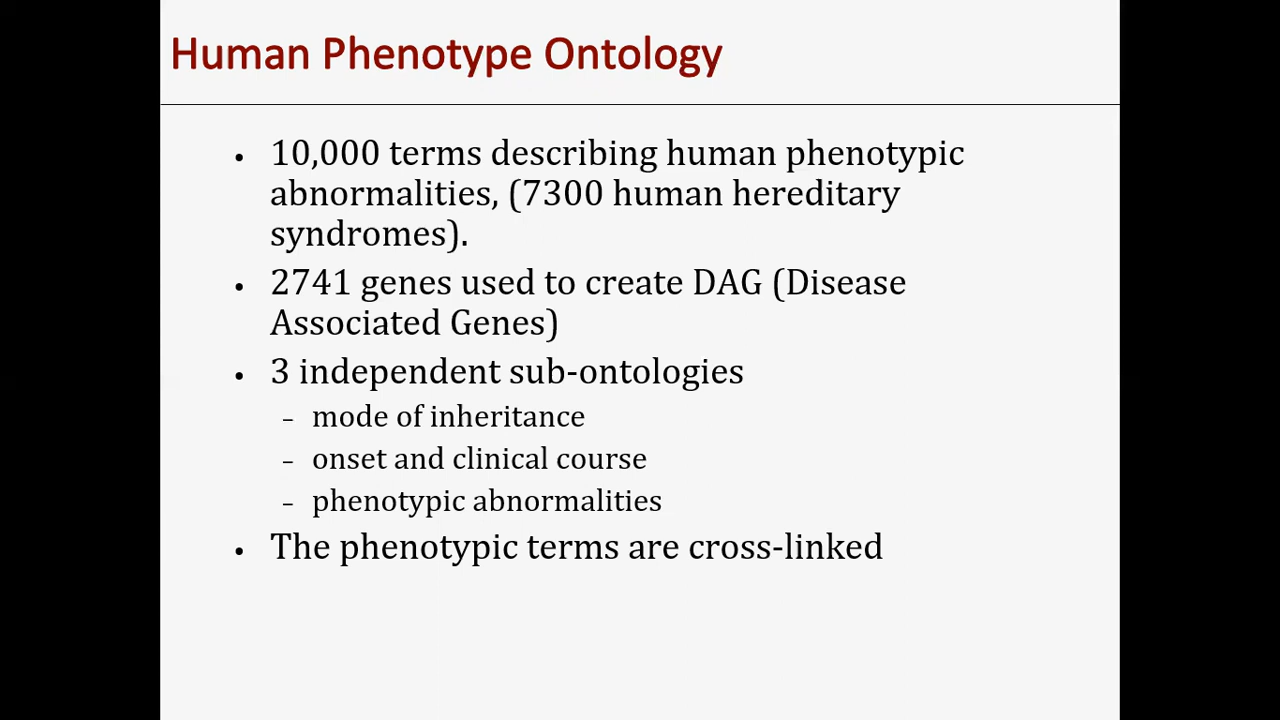 Human Phenotype Ontology
• 10,000 terms describing human phenotypic
abnormalities, (7300 human hereditary
syndromes).
• 2741 genes used to create DAG (Disease
Associated Genes)
• 3 independent sub-ontologies
– mode of inheritance
– onset and clinical course
– phenotypic abnormalities
• The phenotypic terms are cross-linked